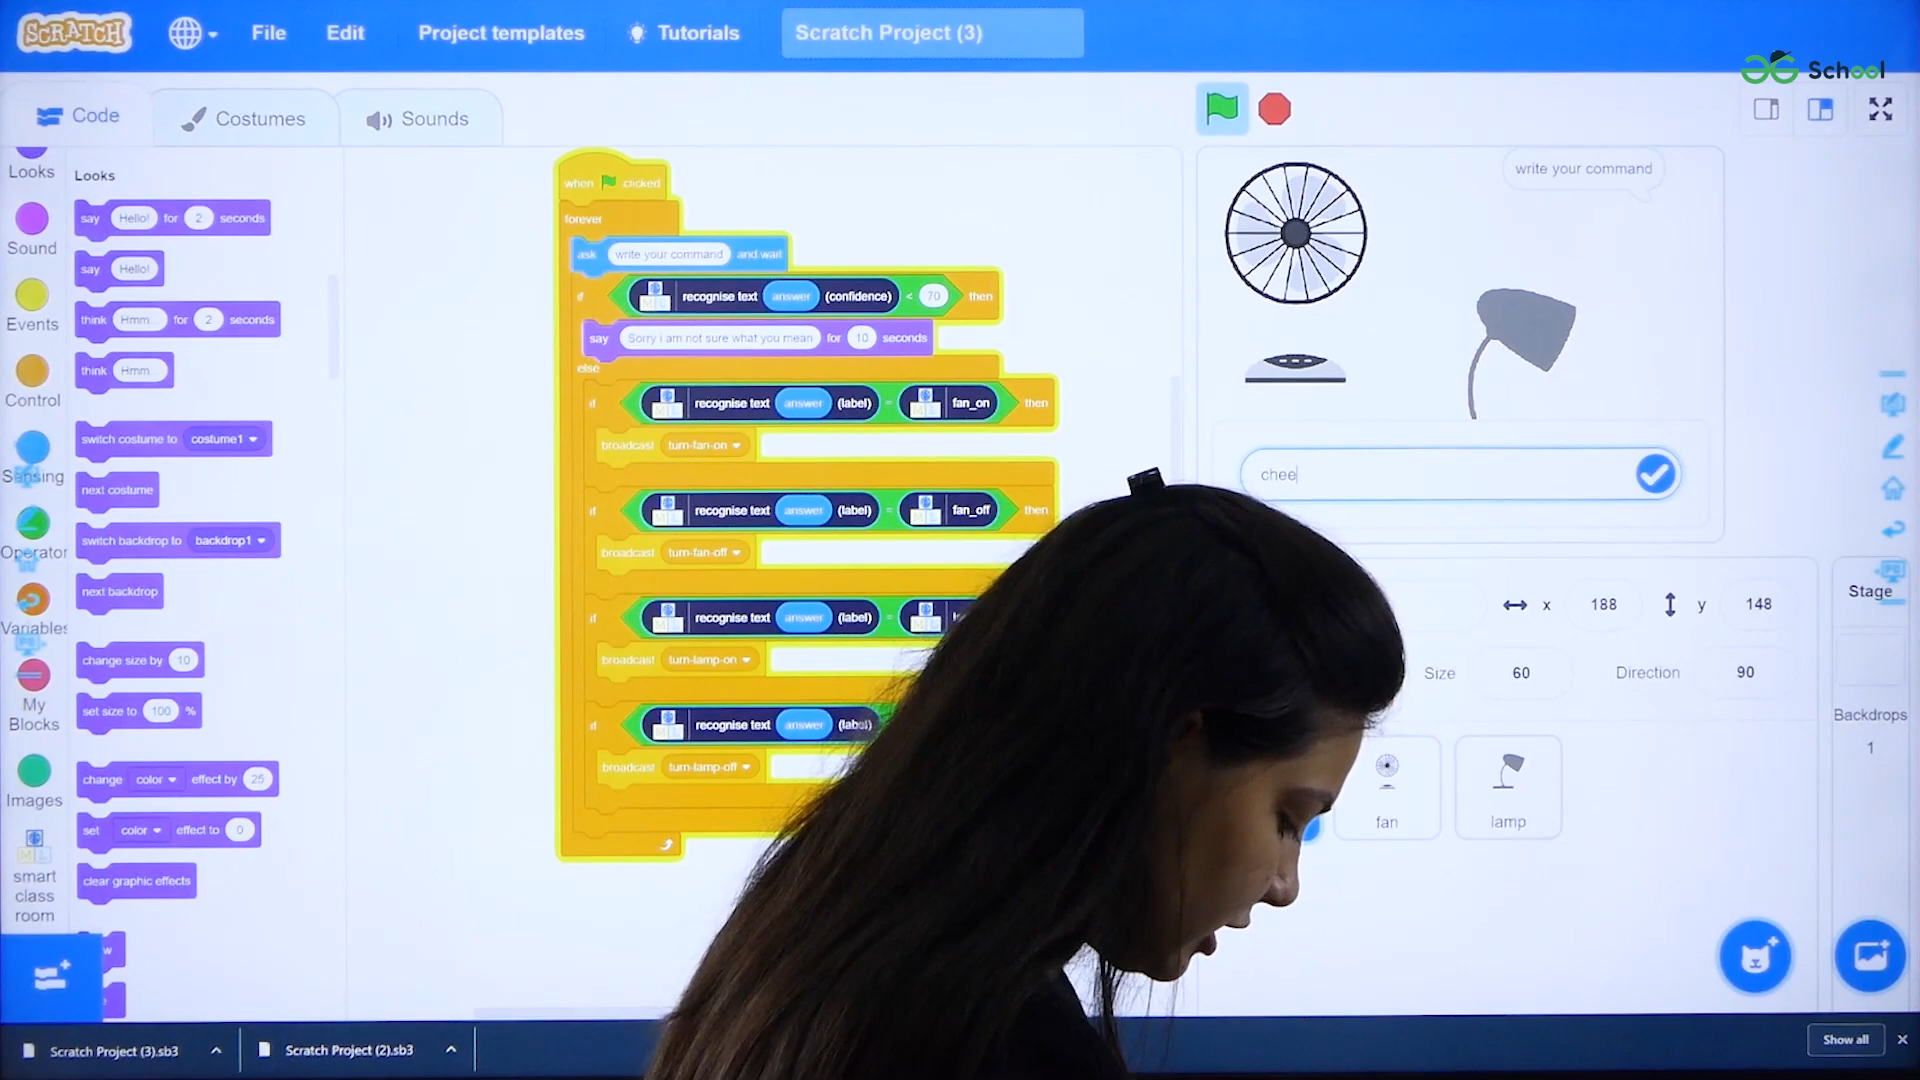 SCRATCH File Edit Project templates Tutorials Scratch Project (3)
School
Code Costumes Sounds
Looks
Sound
Events
Control
Sensing
Operator
Variables
My
Blocks
Images
smart
class
room
Looks
say Hello! for 2 seconds
say Hello!
think Hmm... for 2 seconds
think Hmm...
switch costume to costume1
next costume
switch backdrop to backdrop1
next backdrop
change size by 10
set size to 100 %
change color effect by 25
set color effect to 0
clear graphic effects
when clicked
forever
ask write your command and wait
if recognise text answer (confidence) < 70 then
say Sorry i am not sure what you mean for 10 seconds
else
if recognise text answer (label) = fan_on then
broadcast turn-fan-on
if recognise text answer (label) = fan_off then
broadcast turn-fan-off
if recognise text answer (label) =
broadcast turn-lamp-on
if recognise text answer (label)
broadcast turn-lamp-off
write your command
chee
x 188 y 148
Size 60 Direction 90
fan
lamp
Stage
Backdrops
1
Scratch Project (3).sb3 Scratch Project (2).sb3 Show all